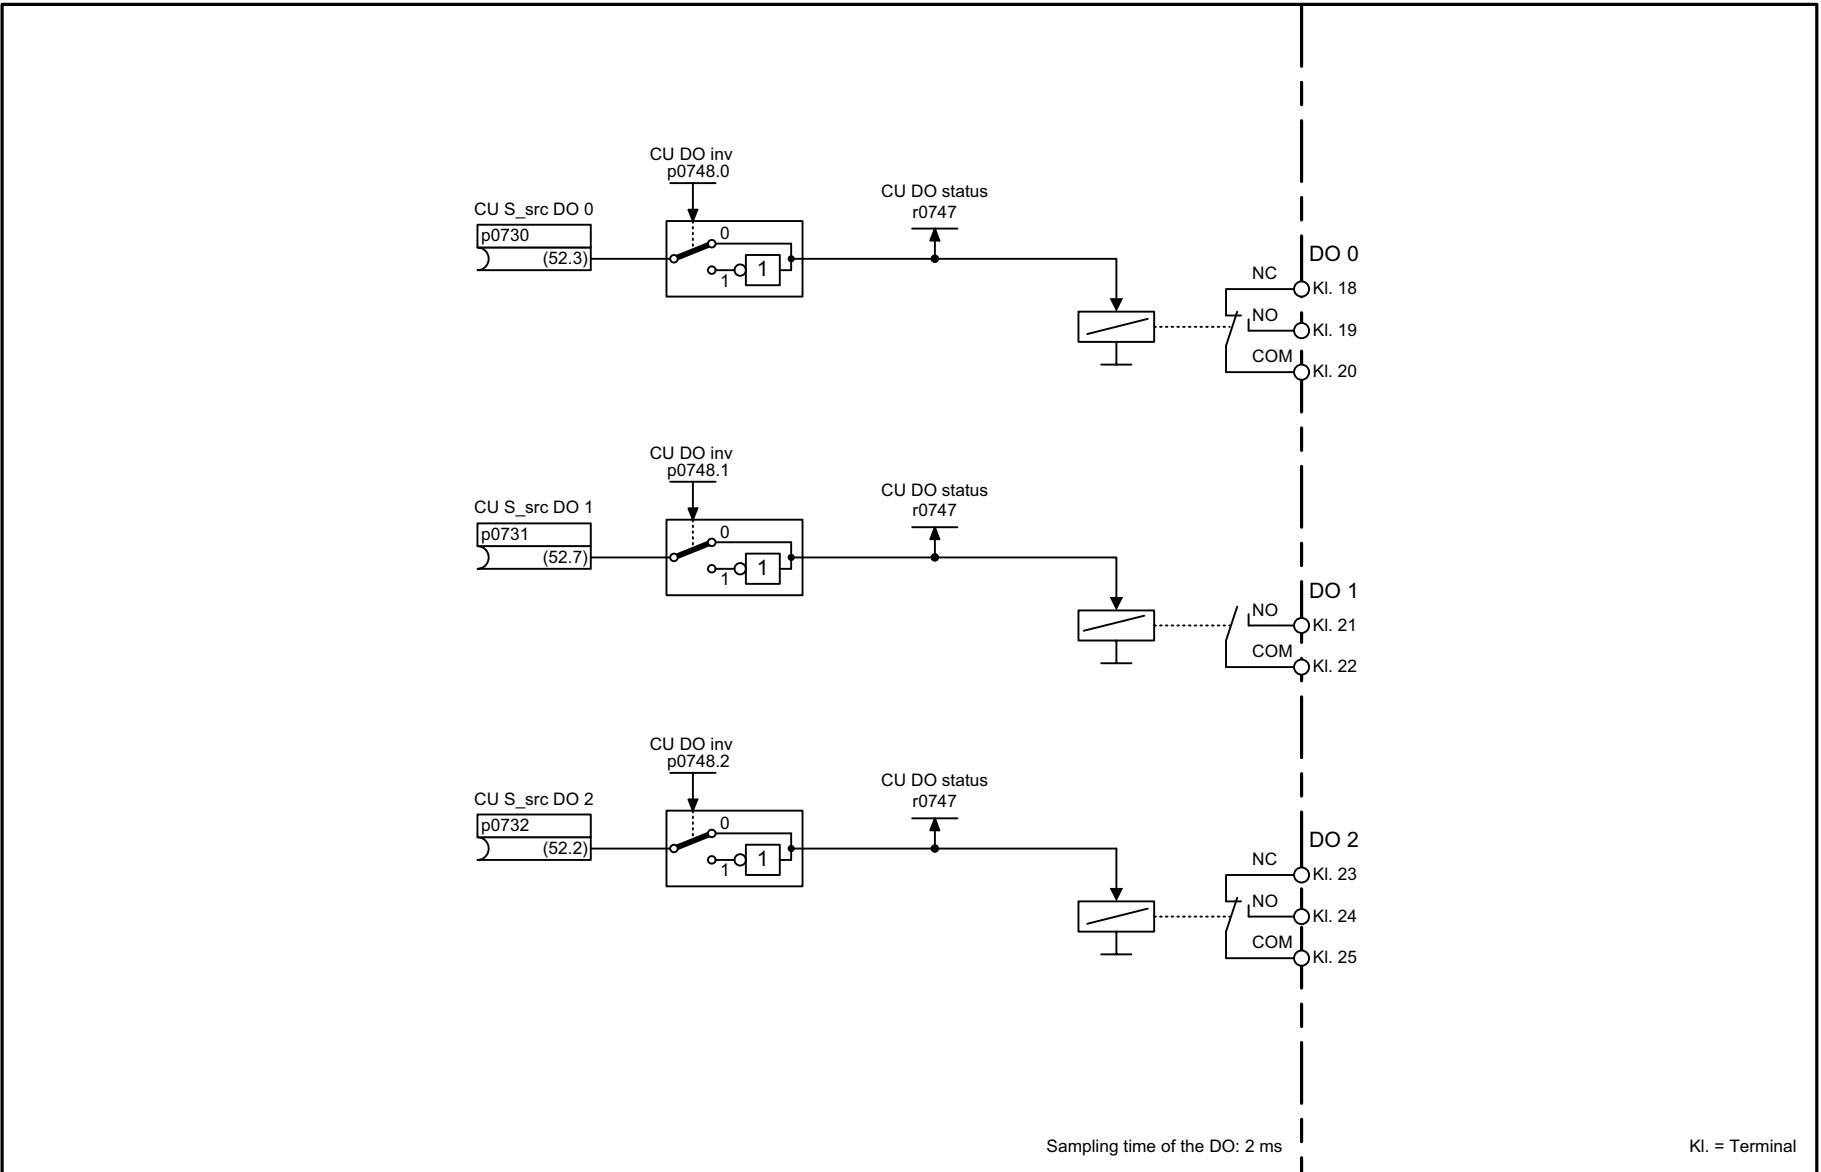 CU DO inv
p0748.0
CU DO status
r0747
CU S_src DO 0
p0730
(52.3)
0
1
1
DO 0
NC
Kl. 18
NO
Kl. 19
COM
Kl. 20
CU DO inv
p0748.1
CU DO status
r0747
CU S_src DO 1
p0731
(52.7)
0
1
1
DO 1
NO
Kl. 21
COM
Kl. 22
CU DO inv
p0748.2
CU DO status
r0747
CU S_src DO 2
p0732
(52.2)
0
1
1
DO 2
NC
Kl. 23
NO
Kl. 24
COM
Kl. 25
Sampling time of the DO: 2 ms
Kl. = Terminal